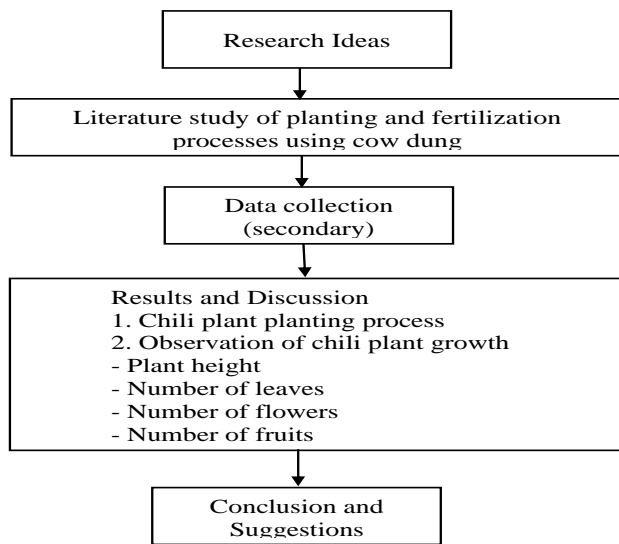 Research Ideas
Literature study of planting and fertilization
processes using cow dung
Data collection
(secondary)
Results and Discussion
1. Chili plant planting process
2. Observation of chili plant growth
- Plant height
- Number of leaves
- Number of flowers
- Number of fruits
Conclusion and
Suggestions